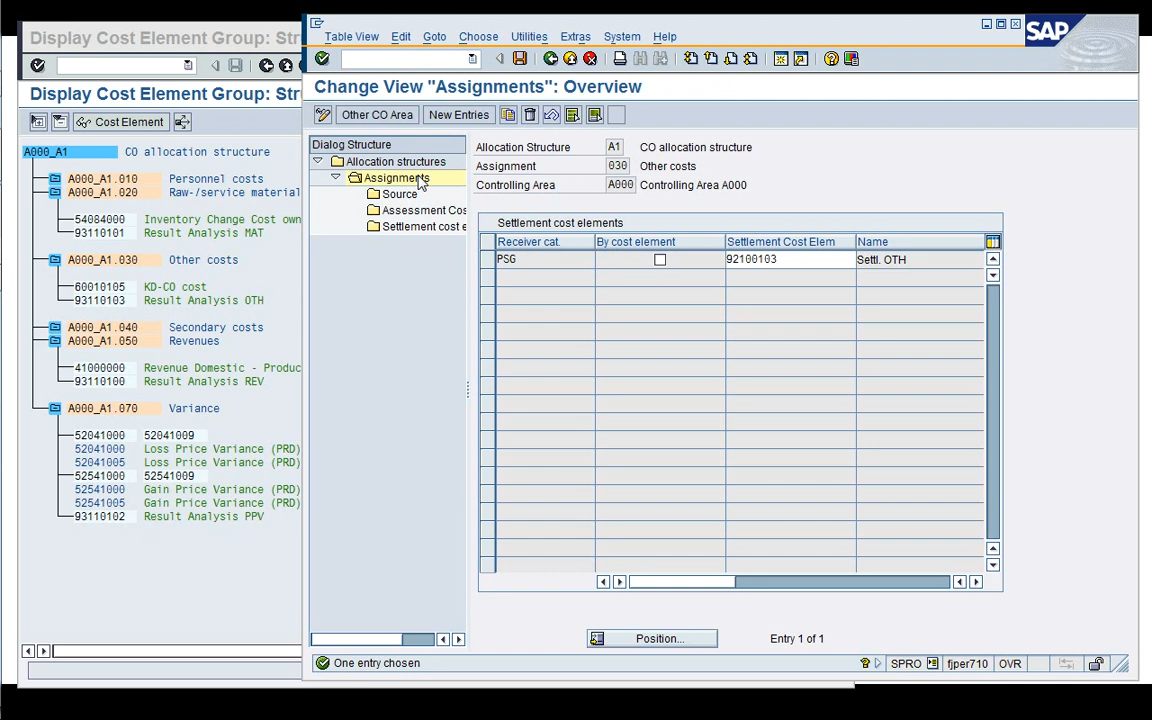 Display Cost Element Group: Str
Display Cost Element Group: Str
Cost Element
A000_A1 CO allocation structure
A000_A1.010 Personnel costs
A000_A1.020 Raw-/service material
54084000 Inventory Change Cost own
93110101 Result Analysis MAT
A000_A1.030 Other costs
60010105 KD-CO cost
93110103 Result Analysis OTH
A000_A1.040 Secondary costs
A000_A1.050 Revenues
41000000 Revenue Domestic - Produc
93110100 Result Analysis REV
A000_A1.070 Variance
52041000 52041009
52041000 Loss Price Variance (PRD)
52041005 Loss Price Variance (PRD)
52541000 52541009
52541000 Gain Price Variance (PRD)
52541005 Gain Price Variance (PRD)
93110102 Result Analysis PPV
Table View Edit Goto Choose Utilities Extras System Help
SAP
Change View "Assignments": Overview
Other CO Area New Entries
Dialog Structure
Allocation structures
Assignments
Source
Assessment Cos
Settlement cost e
Allocation Structure A1 CO allocation structure
Assignment 030 Other costs
Controlling Area A000 Controlling Area A000
Settlement cost elements
Receiver cat. By cost element Settlement Cost Elem Name
PSG 92100103 Settl. OTH
Position... Entry 1 of 1
One entry chosen
SPRO fjper710 OVR